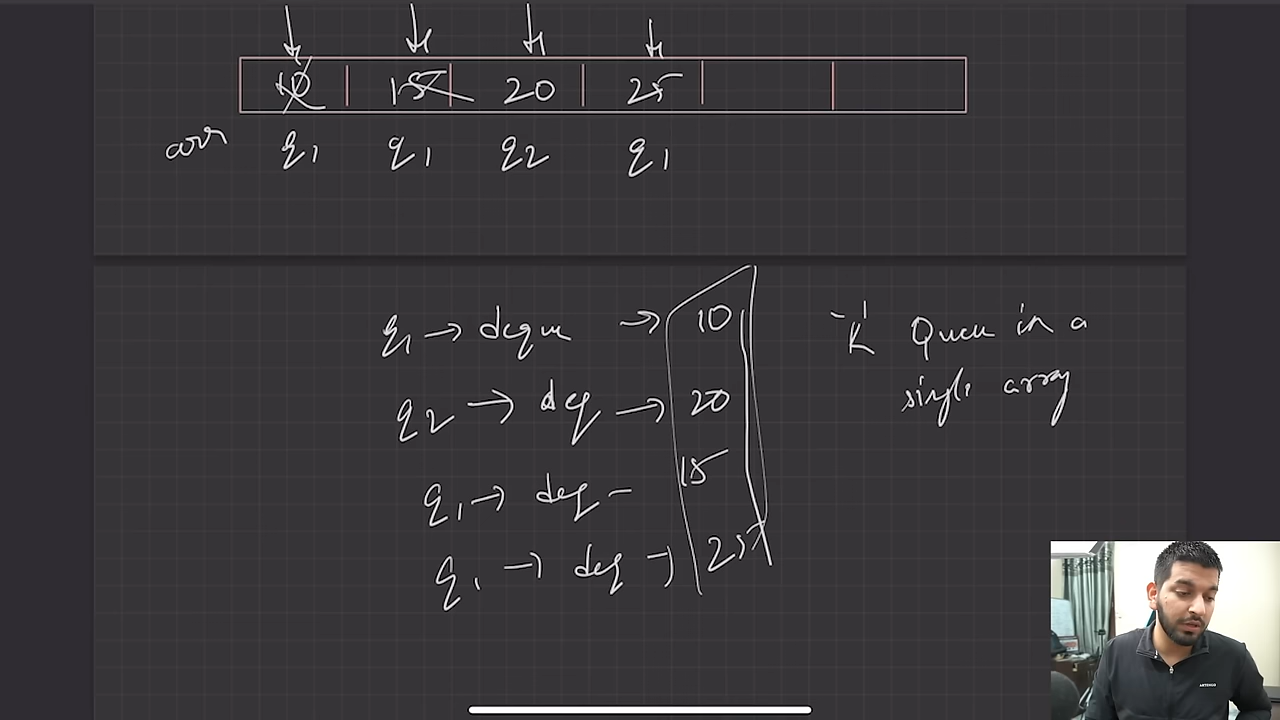 10 15 20 25
arr q1 q1 q2 q1
q1 → deque → 10
q2 → deq → 20
q1 → deq - 15
q1 → deq → 25
'K' Queue in a
single array